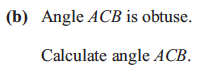 (b) Angle ACB is obtuse.
Calculate angle ACB.